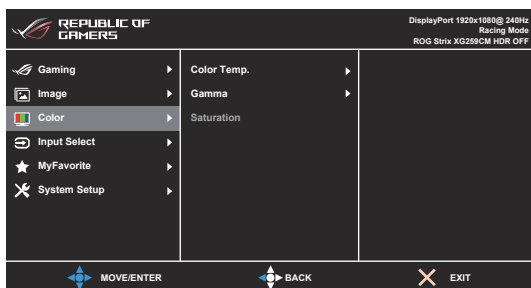 REPUBLIC OF
GAMERS
DisplayPort 1920x1080@ 240Hz
Racing Mode
ROG Strix XG259CM HDR OFF
Gaming
Image
Color
Input Select
MyFavorite
System Setup
Color Temp.
Gamma
Saturation
MOVE/ENTER
BACK
EXIT